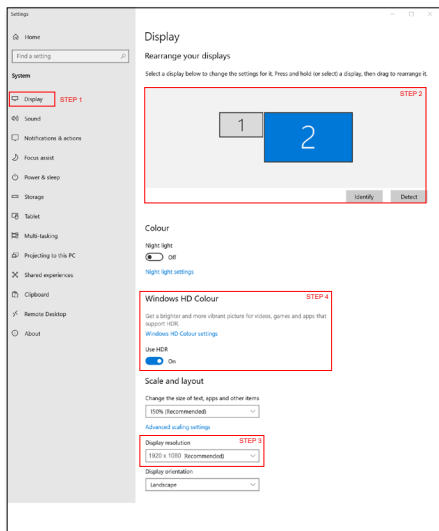 Settings
Home
Find a setting
System
Display STEP 1
Sound
Notifications & actions
Focus assist
Power & sleep
Storage
Tablet
Multi-tasking
Projecting to this PC
Shared experiences
Clipboard
Remote Desktop
About
Display
Rearrange your displays
Select a display below to change the settings for it. Press and hold (or select) a display, then drag to rearrange it.
STEP 2
1
2
Identify Detect
Colour
Night light
Off
Night light settings
Windows HD Colour STEP 4
Get a brighter and more vibrant picture for videos, games and apps that
support HDR.
Windows HD Colour settings
Use HDR
On
Scale and layout
Change the size of text, apps and other items
150% (Recommended)
Advanced scaling settings
Display resolution STEP 3
1920 x 1080 (Recommended)
Display orientation
Landscape